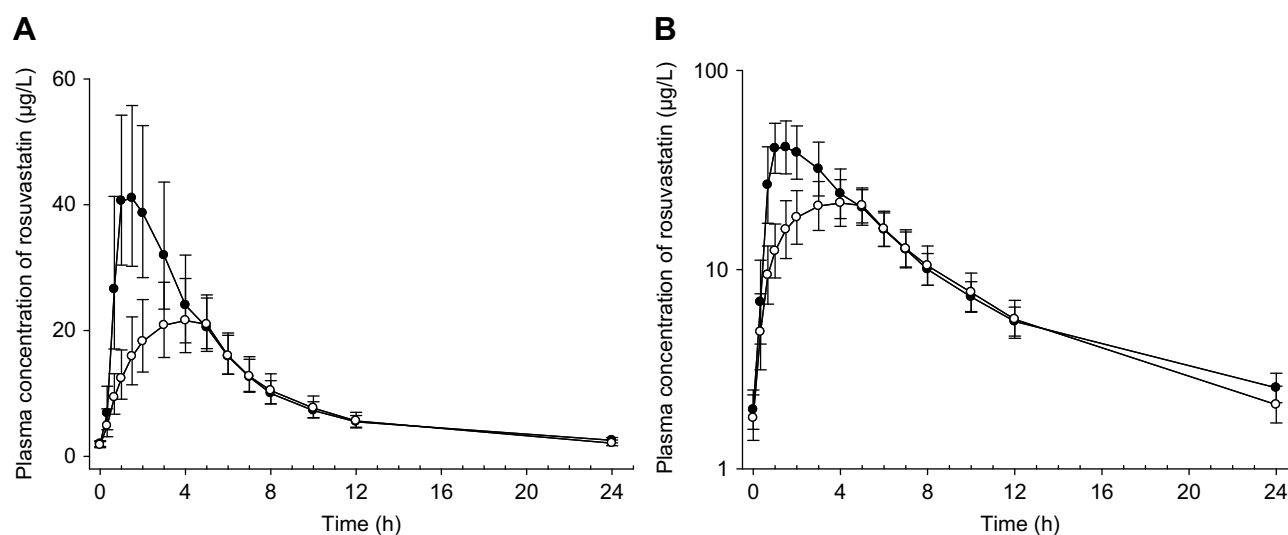 A
Plasma concentration of rosuvastatin (µg/L)
60
40
20
0
0 4 8 12 16 20 24
Time (h)
B
Plasma concentration of rosuvastatin (µg/L)
100
10
1
0 4 8 12 16 20 24
Time (h)